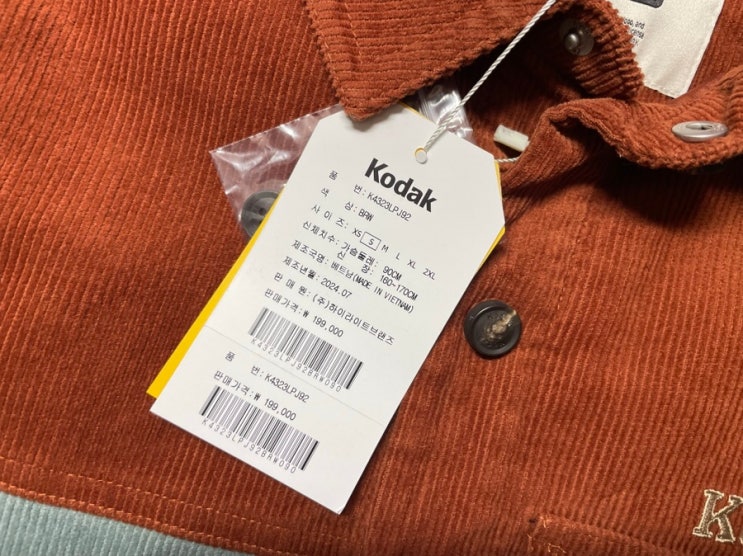 Kodak
품 번: K4323LPJ92
색 상: BRW
사 이 즈: XS S M L XL 2XL
신체치수: 가슴둘레: 90CM
신 장: 160~170CM
제조국명: 베트남(MADE IN VIETNAM)
제조년월: 2024.07
판 매 원: (주)하이라이트브랜즈
판매가격: ₩ 199,000
K4323LPJ92BRW090
품 번: K4323LPJ92
판매가격: ₩ 199,000
K4323LPJ92BRW090
K